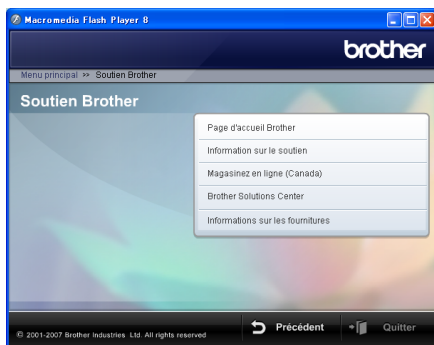 Macromedia Flash Player 8
brother
Menu principal >> Soutien Brother
Soutien Brother
Page d'accueil Brother
Information sur le soutien
Magasinez en ligne (Canada)
Brother Solutions Center
Informations sur les fournitures
© 2001-2007 Brother Industries Ltd. All rights reserved
Précédent
Quitter